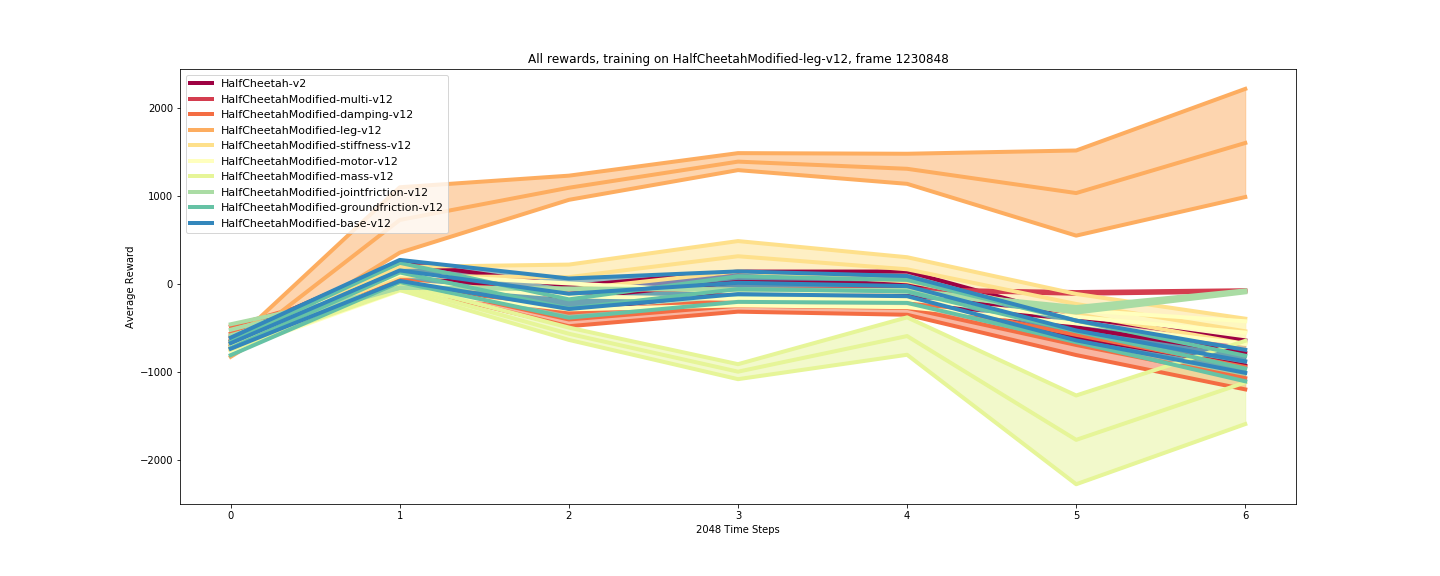 All rewards, training on HalfCheetahModified-leg-v12, frame 1230848
HalfCheetah-v2
HalfCheetahModified-multi-v12
HalfCheetahModified-damping-v12
HalfCheetahModified-leg-v12
HalfCheetahModified-stiffness-v12
HalfCheetahModified-motor-v12
HalfCheetahModified-mass-v12
HalfCheetahModified-jointfriction-v12
HalfCheetahModified-groundfriction-v12
HalfCheetahModified-base-v12
Average Reward
2000
1000
0
−1000
−2000
0 1 2 3 4 5 6
2048 Time Steps